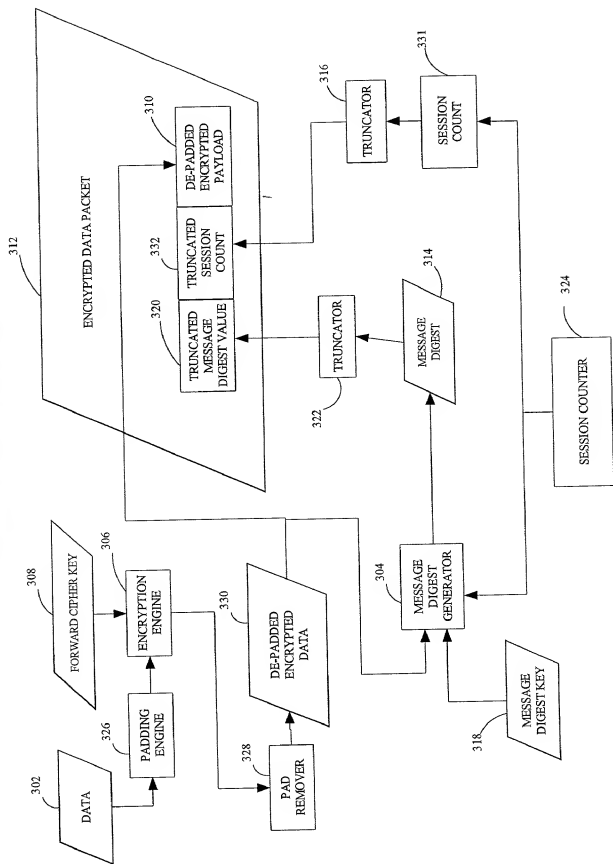 302
DATA
326
PADDING
ENGINE
308
FORWARD CIPHER KEY
306
ENCRYPTION
ENGINE
328
PAD
REMOVER
330
DE-PADDED
ENCRYPTED
DATA
318
MESSAGE
DIGEST KEY
304
MESSAGE
DIGEST
GENERATOR
312
ENCRYPTED DATA PACKET
320
TRUNCATED
MESSAGE
DIGEST VALUE
332
TRUNCATED
SESSION
COUNT
310
DE-PADDED
ENCRYPTED
PAYLOAD
322
TRUNCATOR
314
MESSAGE
DIGEST
316
TRUNCATOR
331
SESSION
COUNT
324
SESSION COUNTER